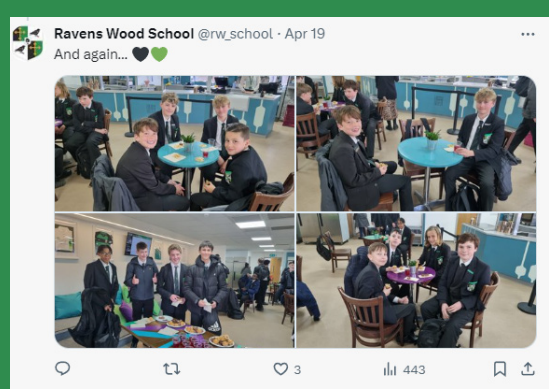 Ravens Wood School @rw_school · Apr 19
And again... 🖤💚
3
443